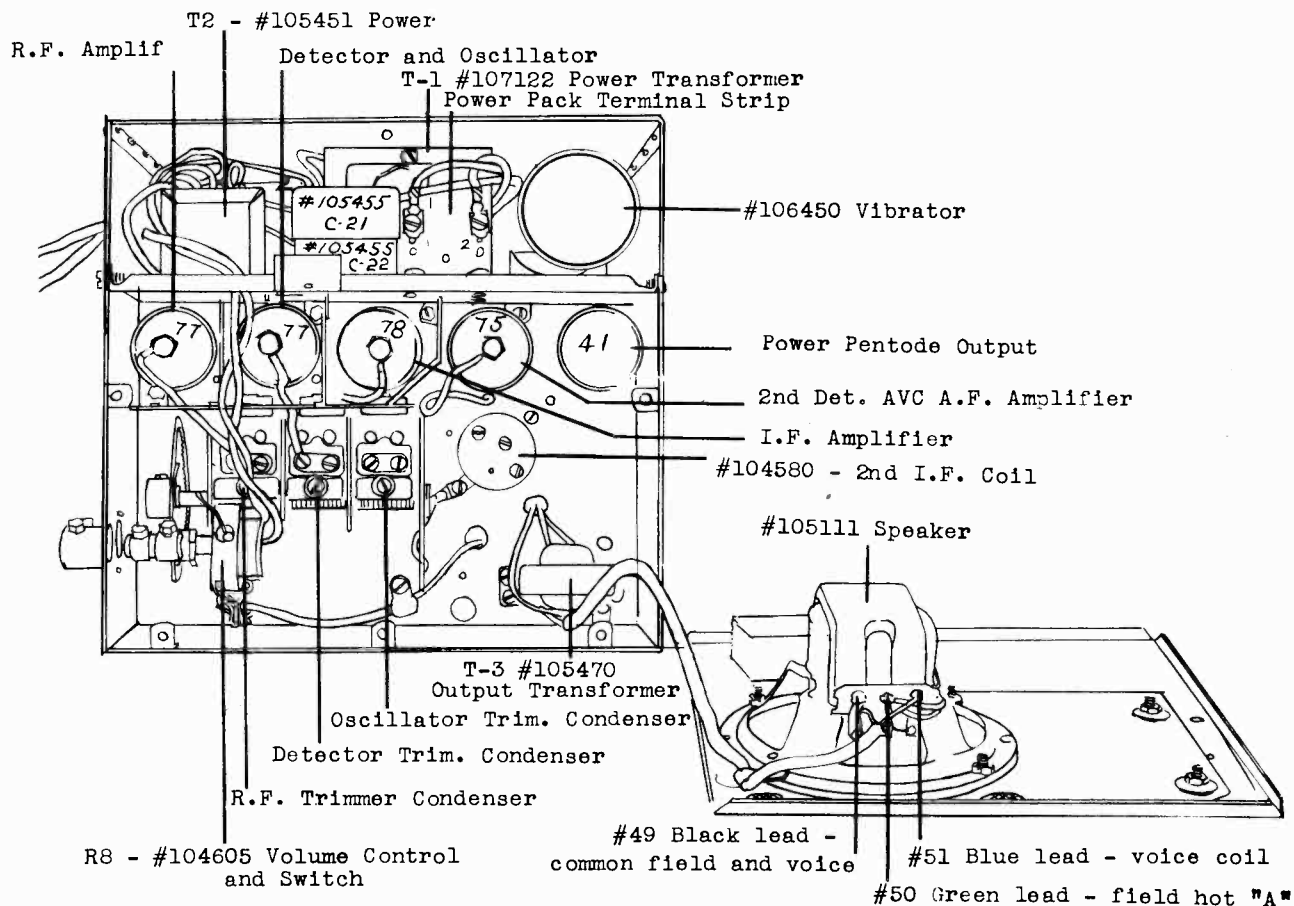 T2 - #105451 Power
R.F. Amplif
Detector and Oscillator
T-1 #107122 Power Transformer
Power Pack Terminal Strip
#105455
C-21
#105455
C-22
1
2
#106450 Vibrator
77
77
78
75
41
Power Pentode Output
2nd Det. AVC A.F. Amplifier
I.F. Amplifier
#104580 - 2nd I.F. Coil
#105111 Speaker
T-3 #105470
Output Transformer
Oscillator Trim. Condenser
Detector Trim. Condenser
R.F. Trimmer Condenser
R8 - #104605 Volume Control
and Switch
#49 Black lead -
common field and voice
#51 Blue lead - voice coil
#50 Green lead - field hot "A"